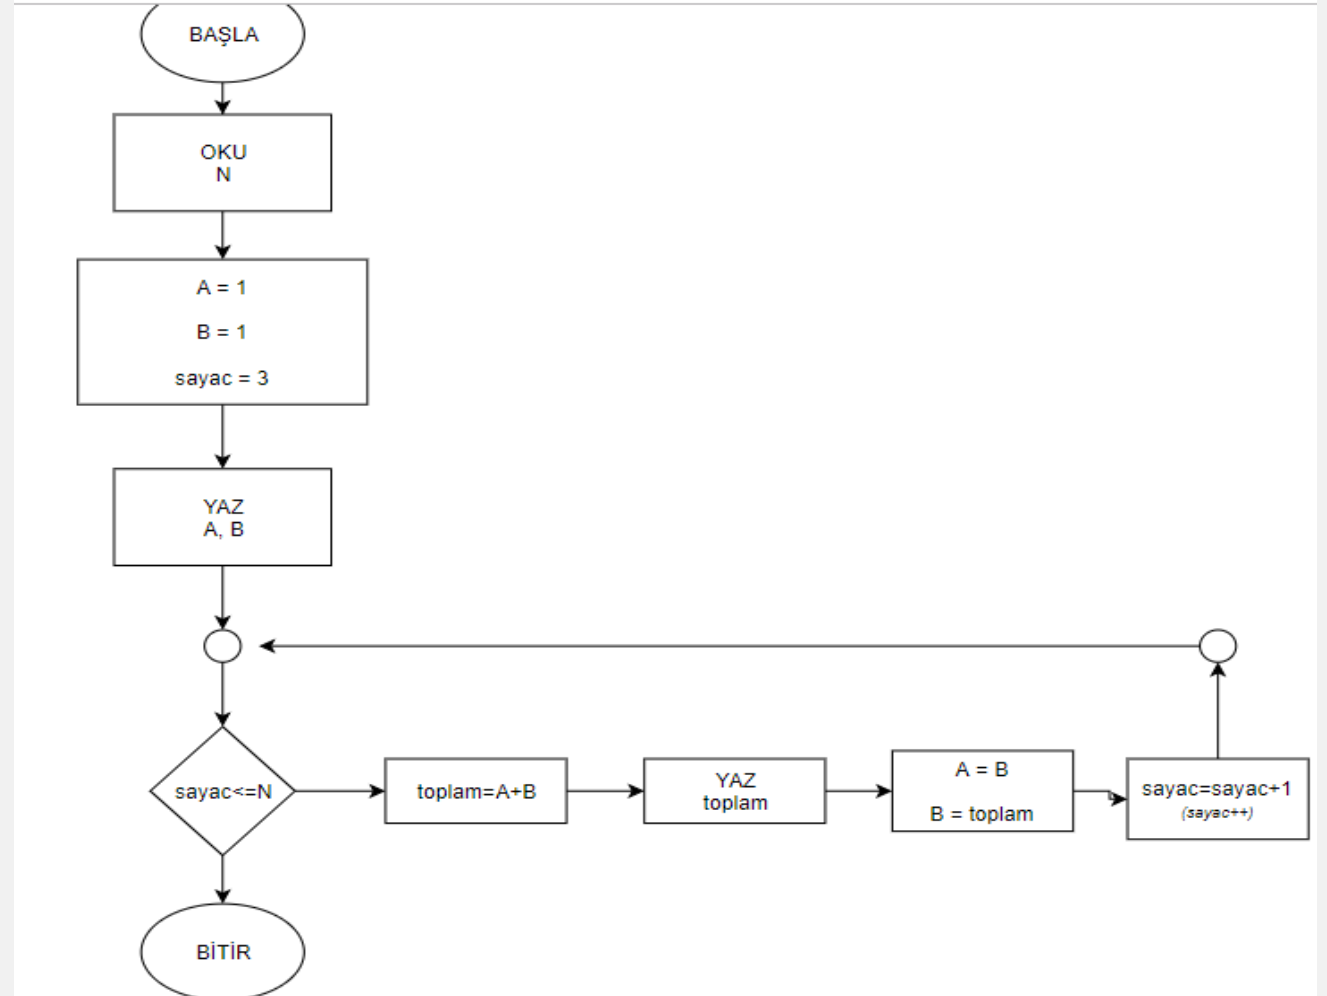 BAŞLA
OKU
N
A = 1
B = 1
sayac = 3
YAZ
A, B
sayac<=N
toplam=A+B
YAZ
toplam
A = B
B = toplam
sayac=sayac+1
(sayac++)
BİTİR